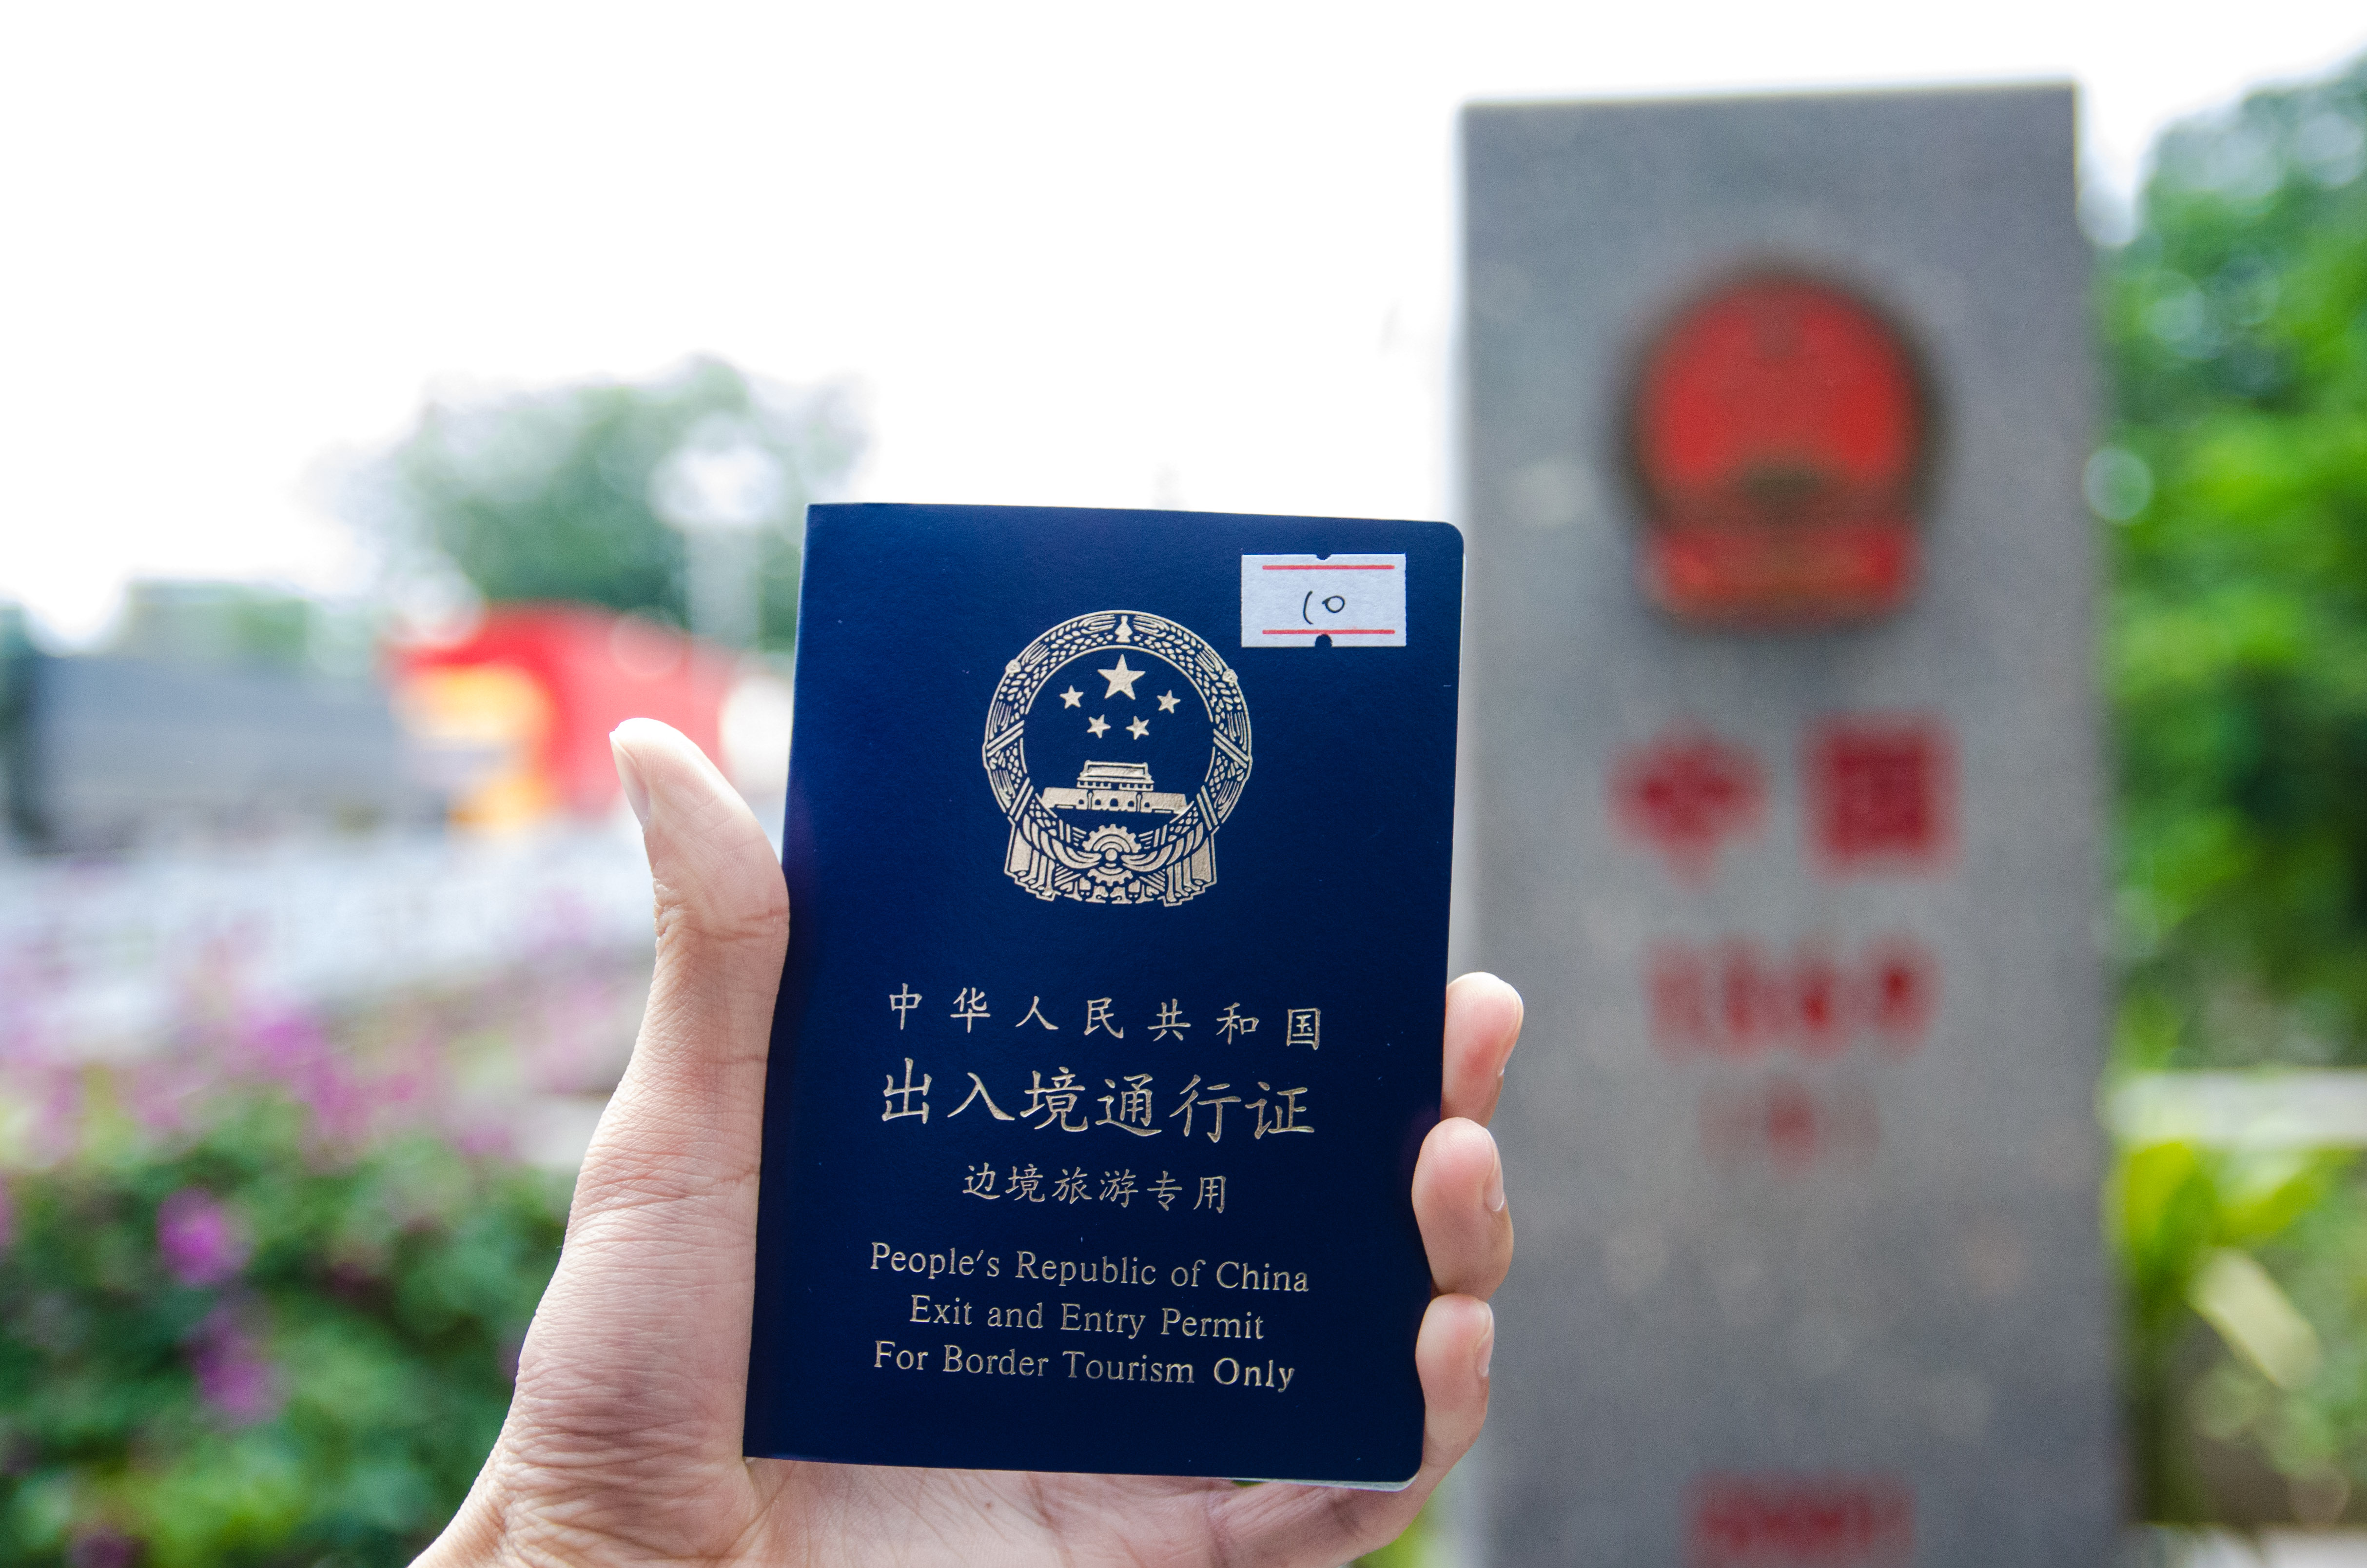 10
中华人民共和国
出入境通行证
边境旅游专用
People's Republic of China
Exit and Entry Permit
For Border Tourism Only
中国